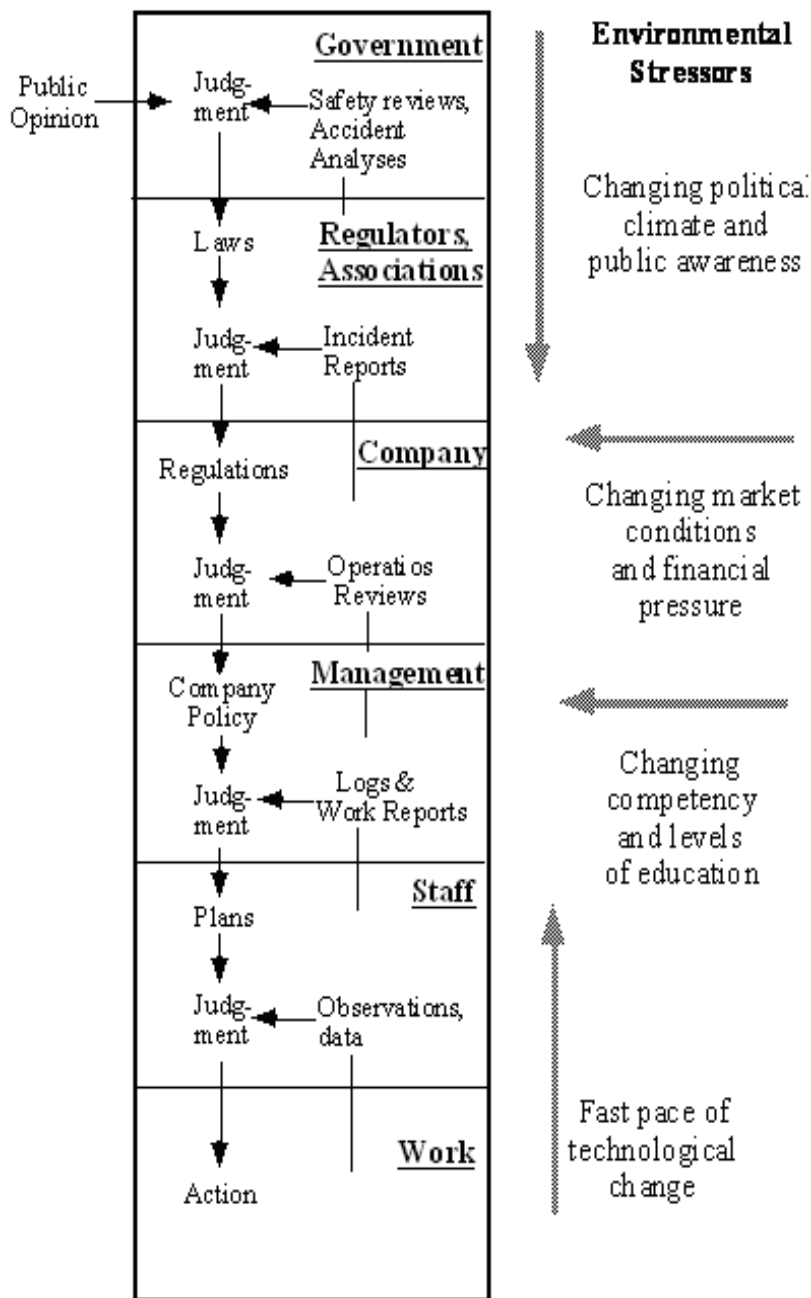 Government
Environmental
Stressors
Public
Opinion
Judg-
ment
Safety reviews,
Accident
Analyses
Changing political
climate and
public awareness
Laws
Regulators,
Associations
Judg-
ment
Incident
Reports
Company
Regulations
Changing market
conditions
and financial
pressure
Judg-
ment
Operatios
Reviews
Management
Company
Policy
Judg-
ment
Logs &
Work Reports
Changing
competency
and levels
of education
Staff
Plans
Judg-
ment
Observations,
data
Fast pace of
technological
change
Work
Action